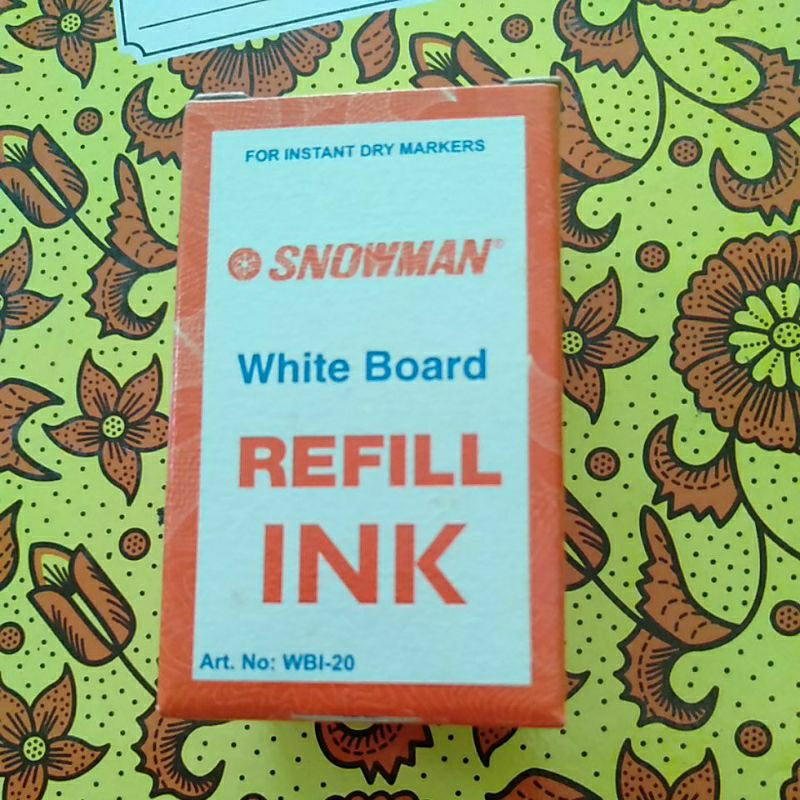 FOR INSTANT DRY MARKERS
SNOWMAN®
White Board
REFILL
INK
Art. No: WBI-20